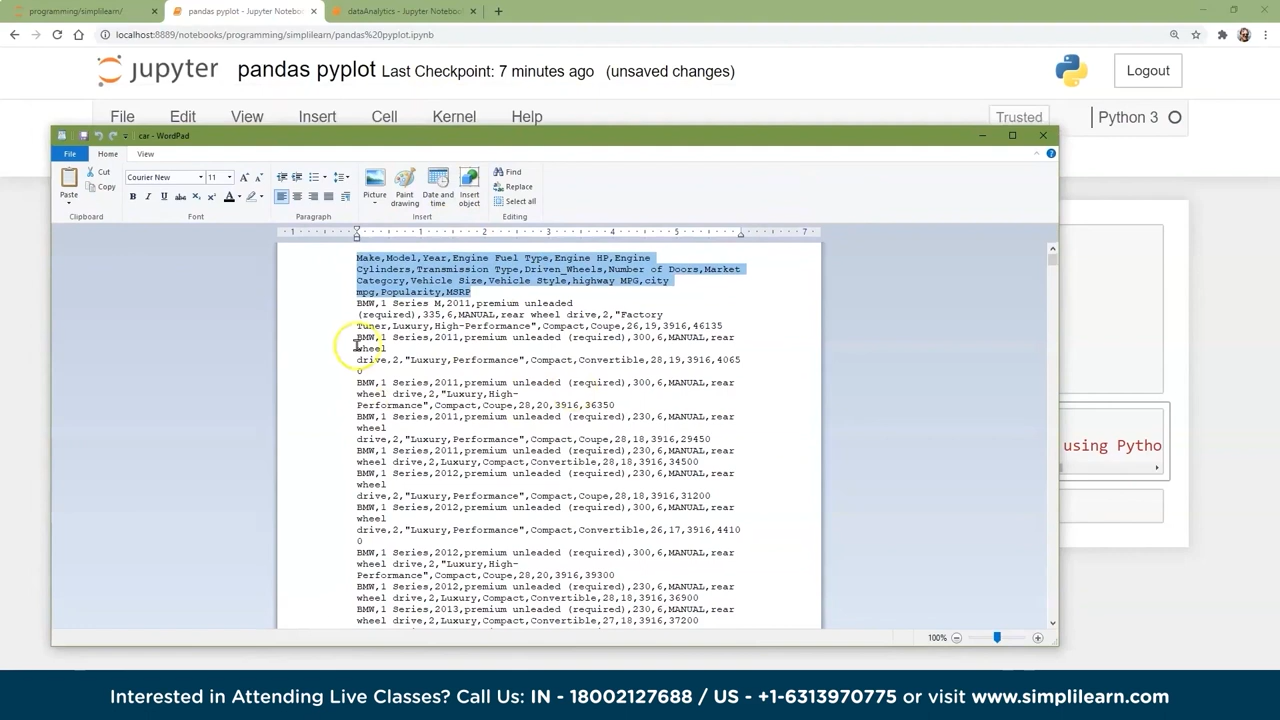 programming/simplilearn/
pandas pyplot - Jupyter Notebo
dataAnalytics - Jupyter Noteboo
localhost:8889/notebooks/programming/simplilearn/pandas%20pyplot.ipynb
jupyter pandas pyplot Last Checkpoint: 7 minutes ago (unsaved changes) Logout
File Edit View Insert Cell Kernel Help Trusted Python 3
car - WordPad
File Home View
Paste Cut Copy
Courier New 11
Picture Paint drawing Date and time Insert object
Find
Replace
Select all
Clipboard Font Paragraph Insert Editing
1 1 2 3 4 5 7
Make,Model,Year,Engine Fuel Type,Engine HP,Engine
Cylinders,Transmission Type,Driven_Wheels,Number of Doors,Market
Category,Vehicle Size,Vehicle Style,highway MPG,city
mpg,Popularity,MSRP
BMW,1 Series M,2011,premium unleaded
(required),335,6,MANUAL,rear wheel drive,2,"Factory
Tuner,Luxury,High-Performance",Compact,Coupe,26,19,3916,46135
BMW,1 Series,2011,premium unleaded (required),300,6,MANUAL,rear
wheel
drive,2,"Luxury,Performance",Compact,Convertible,28,19,3916,4065
0
BMW,1 Series,2011,premium unleaded (required),300,6,MANUAL,rear
wheel drive,2,"Luxury,High-
Performance",Compact,Coupe,28,20,3916,36350
BMW,1 Series,2011,premium unleaded (required),230,6,MANUAL,rear
wheel
drive,2,"Luxury,Performance",Compact,Coupe,28,18,3916,29450
BMW,1 Series,2011,premium unleaded (required),230,6,MANUAL,rear
wheel drive,2,Luxury,Compact,Convertible,28,18,3916,34500
BMW,1 Series,2012,premium unleaded (required),230,6,MANUAL,rear
wheel
drive,2,"Luxury,Performance",Compact,Coupe,28,18,3916,31200
BMW,1 Series,2012,premium unleaded (required),300,6,MANUAL,rear
wheel
drive,2,"Luxury,Performance",Compact,Convertible,26,17,3916,4410
0
BMW,1 Series,2012,premium unleaded (required),300,6,MANUAL,rear
wheel drive,2,"Luxury,High-
Performance",Compact,Coupe,28,20,3916,39300
BMW,1 Series,2012,premium unleaded (required),230,6,MANUAL,rear
wheel drive,2,Luxury,Compact,Convertible,28,18,3916,36900
BMW,1 Series,2013,premium unleaded (required),230,6,MANUAL,rear
wheel drive,2,Luxury,Compact,Convertible,27,18,3916,37200
using Pytho
100%
Interested in Attending Live Classes? Call Us: IN - 18002127688 / US - +1-6313970775 or visit www.simplilearn.com